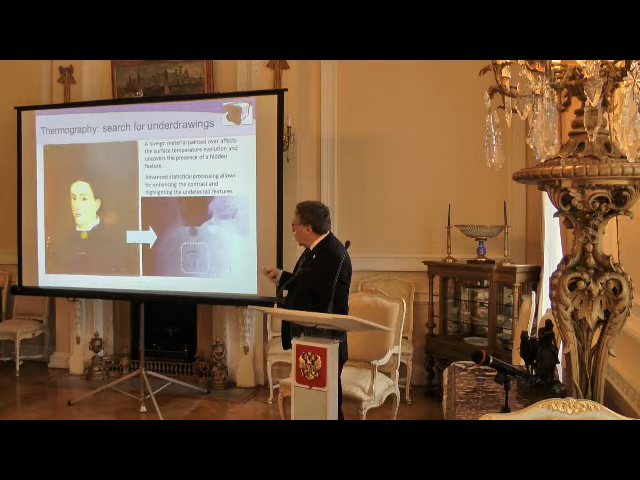 Thermography: search for underdrawings
A foreign material painted over affects
the surface temperature evolution and
uncovers the presence of a hidden
feature.
Advanced statistical processing allows
for enhancing the contrast and
highlighting the undetected features.